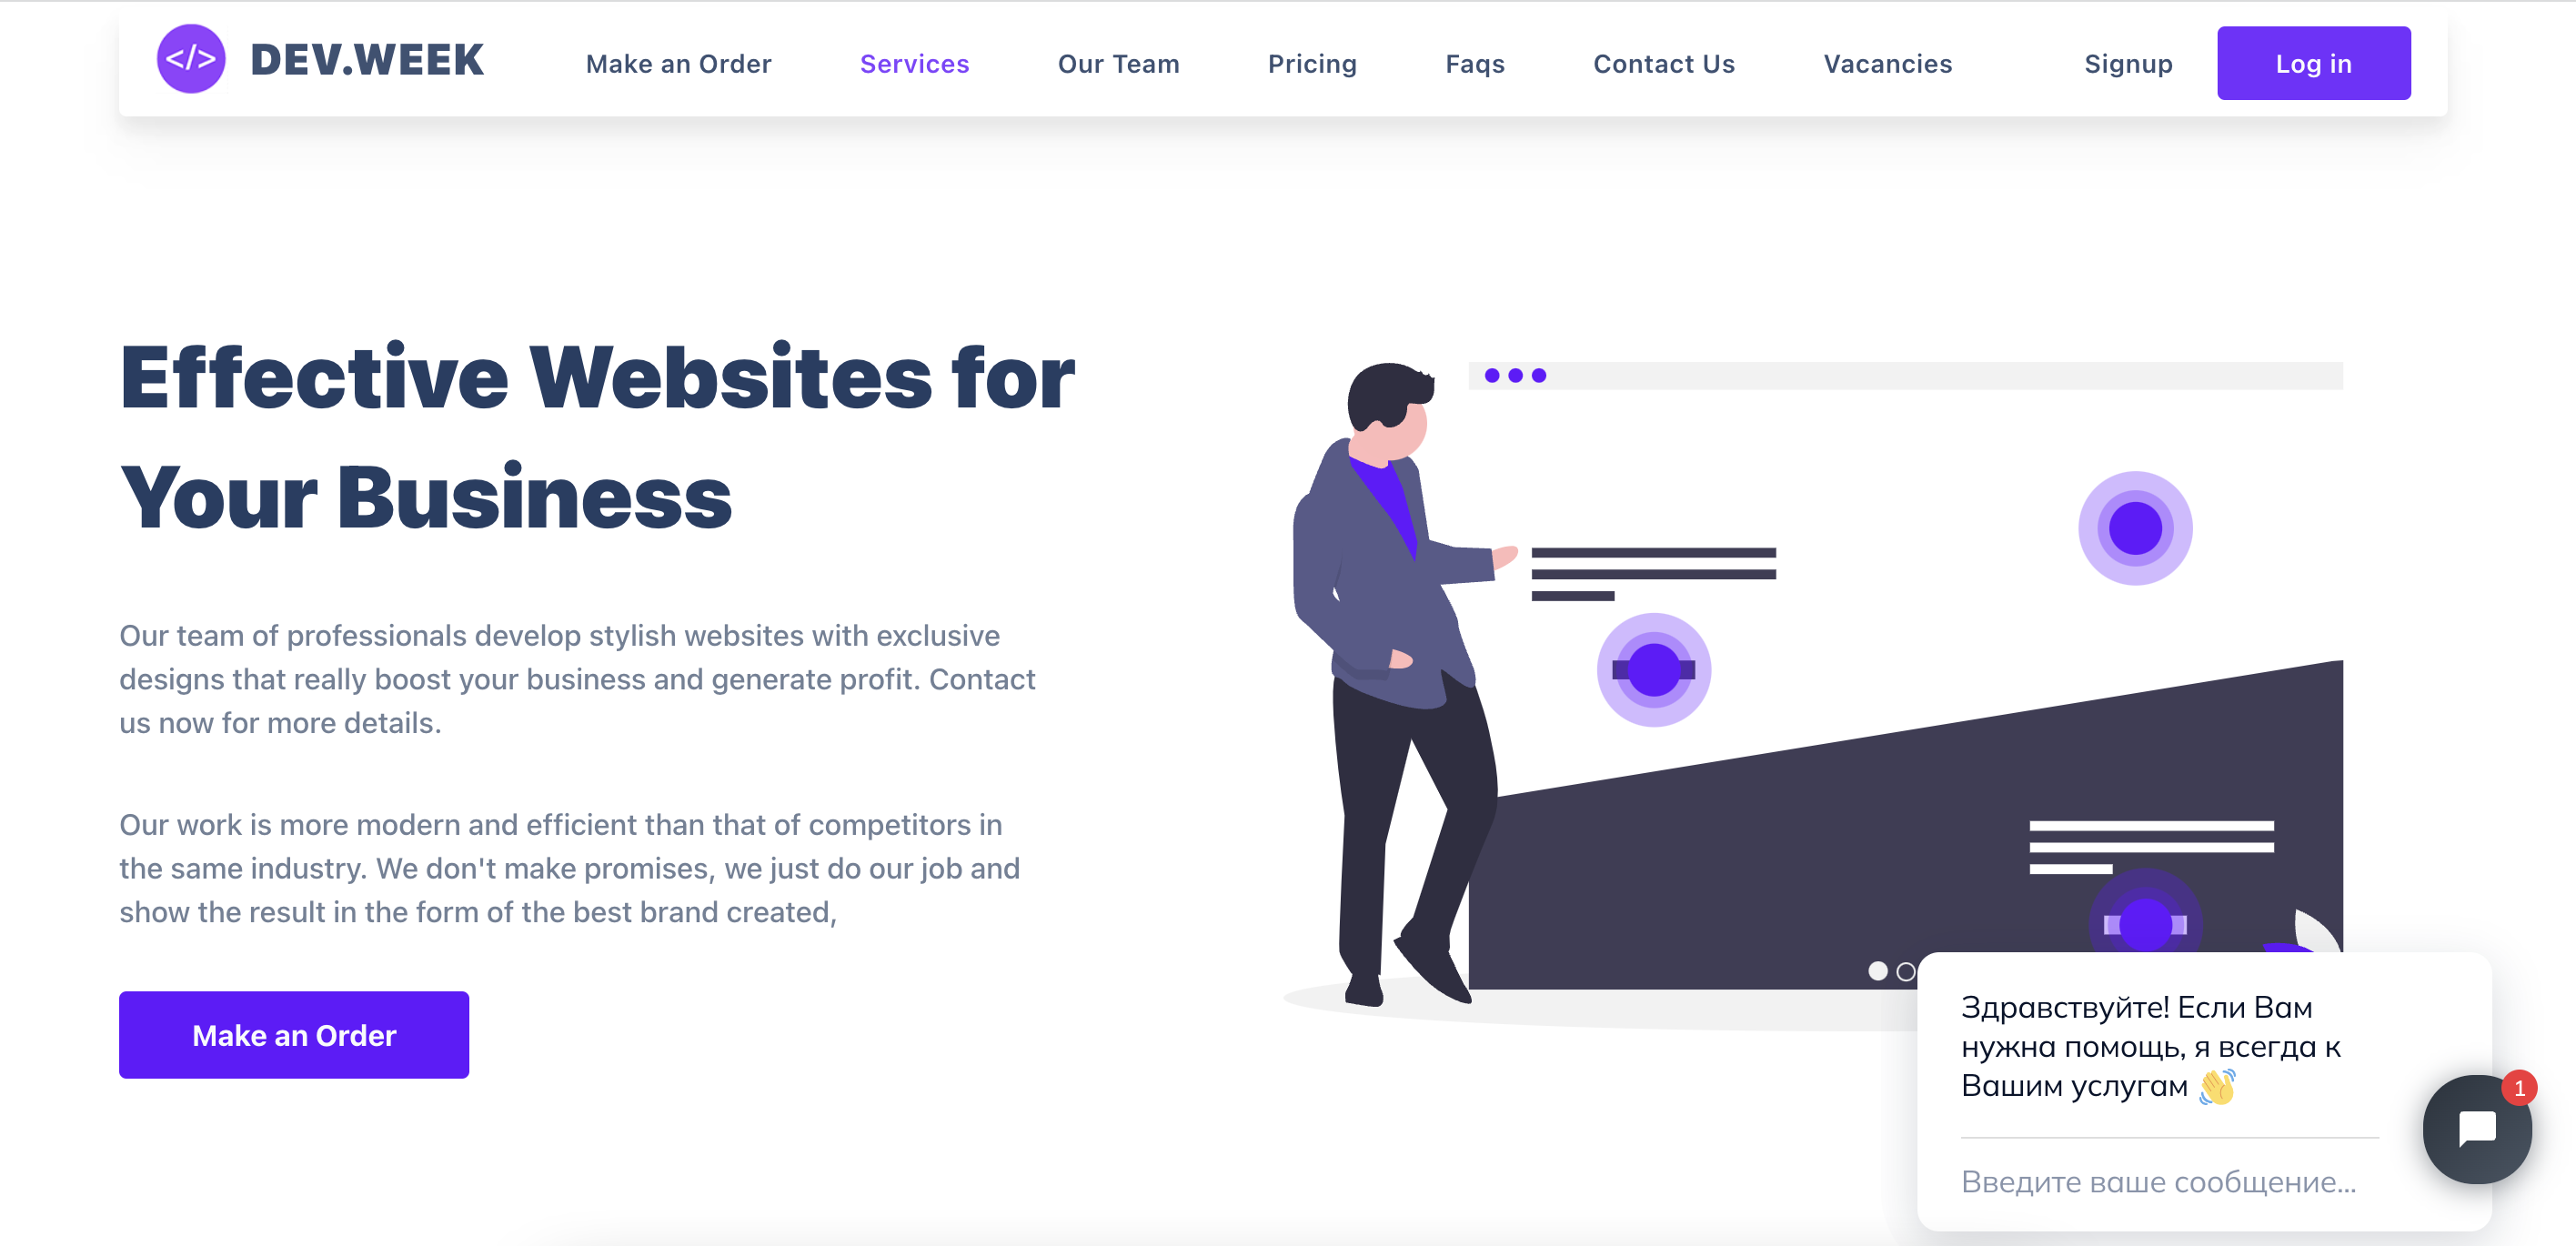 </> DEV.WEEK Make an Order Services Our Team Pricing Faqs Contact Us Vacancies Signup Log in
Effective Websites for
Your Business
Our team of professionals develop stylish websites with exclusive
designs that really boost your business and generate profit. Contact
us now for more details.
Our work is more modern and efficient than that of competitors in
the same industry. We don't make promises, we just do our job and
show the result in the form of the best brand created,
Make an Order
Здравствуйте! Если Вам
нужна помощь, я всегда к
Вашим услугам 👋
1
Введите ваше сообщение...